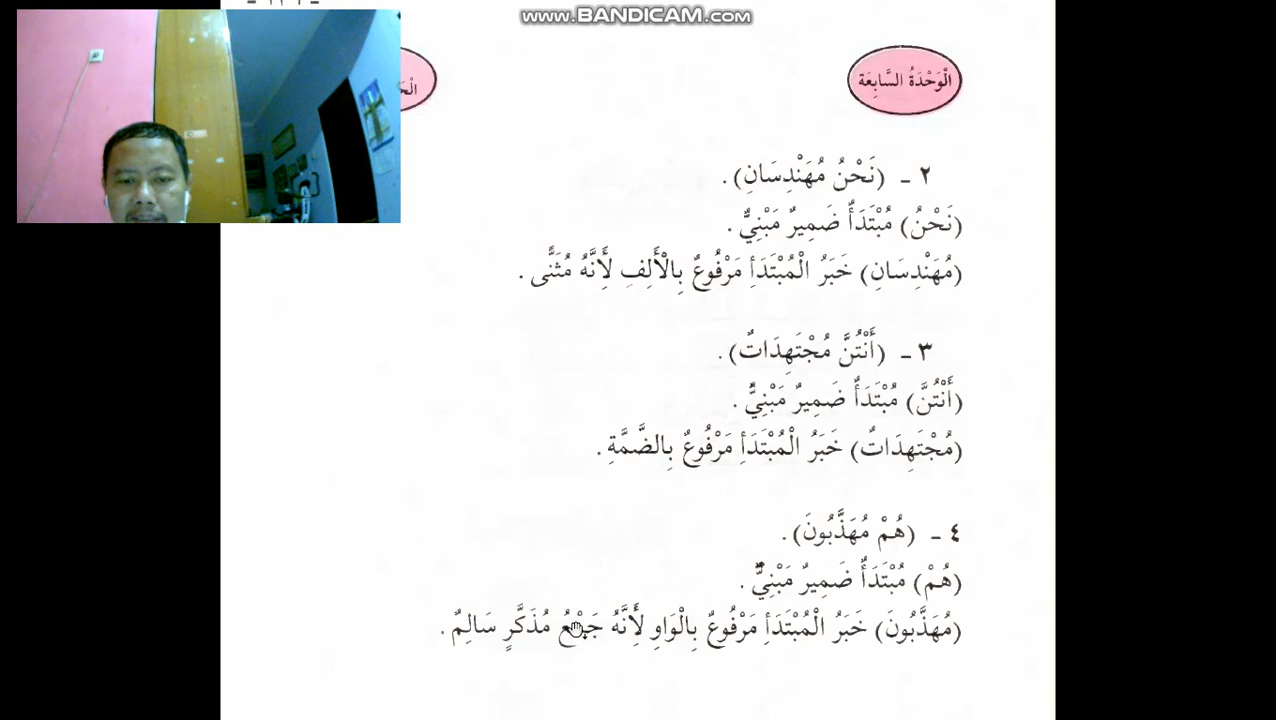 www.BANDICAM.com
الْوَحْدَةُ السَّابِعَة
٢ ـ (نَحْنُ مُهَنْدِسَانِ) .
(نَحْنُ) مُبْتَدَأٌ ضَمِيرٌ مَبْنِيٌّ .
(مُهَنْدِسَانِ) خَبَرُ الْمُبْتَدَأِ مَرْفُوعٌ بِالْأَلِفِ لِأَنَّهُ مُثَنًّى .
٣ ـ (أَنْتُنَّ مُجْتَهِدَاتٌ) .
(أَنْتُنَّ) مُبْتَدَأٌ ضَمِيرٌ مَبْنِيٌّ .
(مُجْتَهِدَاتٌ) خَبَرُ الْمُبْتَدَأِ مَرْفُوعٌ بِالضَّمَّةِ .
٤ ـ (هُمْ مُهَذَّبُونَ) .
(هُمْ) مُبْتَدَأٌ ضَمِيرٌ مَبْنِيٌّ .
(مُهَذَّبُونَ) خَبَرُ الْمُبْتَدَأِ مَرْفُوعٌ بِالْوَاوِ لِأَنَّهُ جَمْعُ مُذَكَّرٍ سَالِمٌ .